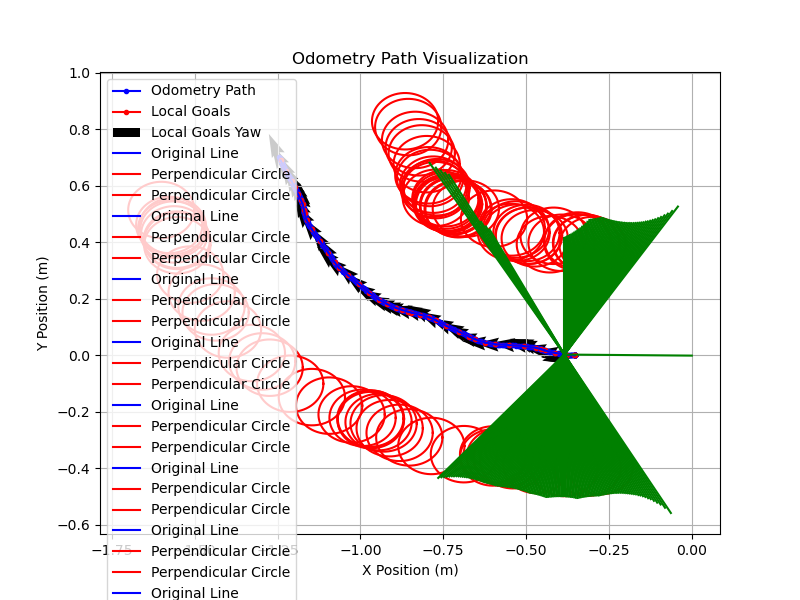 Odometry Path Visualization
Y Position (m)
1.0
0.8
0.6
0.4
0.2
0.0
−0.2
−0.4
−0.6
Odometry Path
Local Goals
Local Goals Yaw
Original Line
Perpendicular Circle
Perpendicular Circle
Original Line
Perpendicular Circle
Perpendicular Circle
Original Line
Perpendicular Circle
Perpendicular Circle
Original Line
Perpendicular Circle
Perpendicular Circle
Original Line
Perpendicular Circle
Perpendicular Circle
Original Line
Perpendicular Circle
Perpendicular Circle
Original Line
Perpendicular Circle
Perpendicular Circle
Original Line
−1.75 −1.00 −0.75 −0.50 −0.25 0.00
X Position (m)